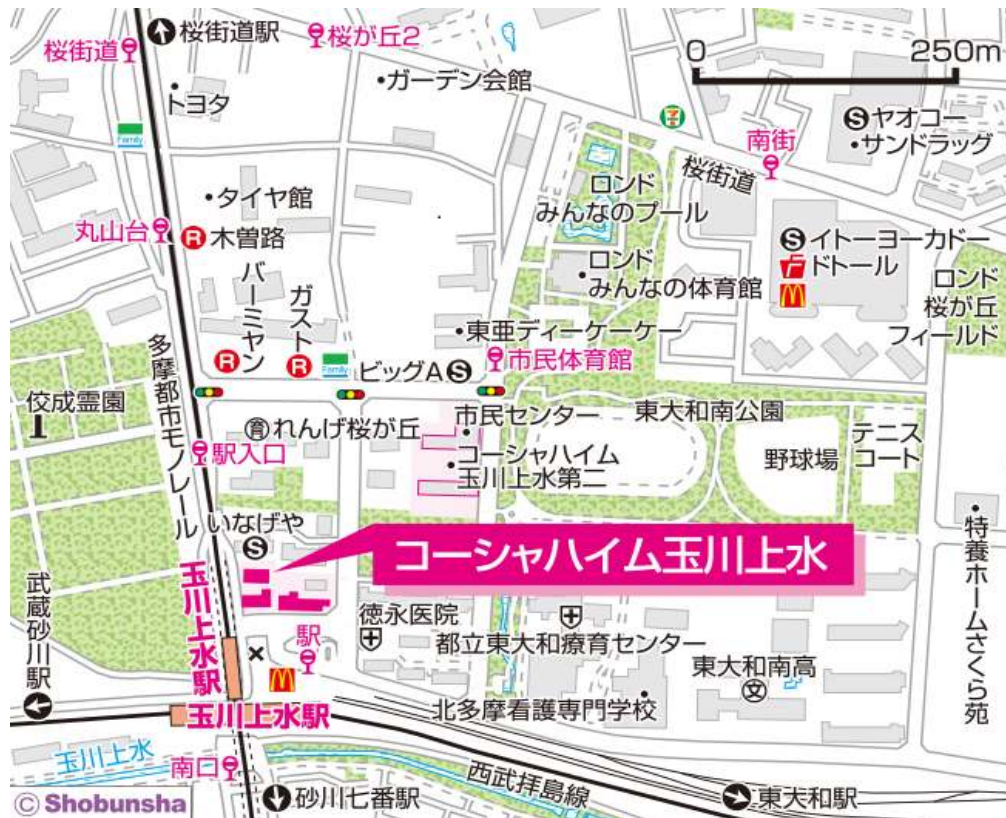 桜街道
桜街道駅
桜が丘2
0 250m
トヨタ
ガーデン会館
Family
7
南街
ヤオコー
サンドラッグ
桜街道
タイヤ館
ロンド
みんなのプール
丸山台
R 木曽路
S イトーヨーカドー
ドトール
M
バーミヤン
ガスト
ロンド
みんなの体育館
ロンド
桜が丘
フィールド
東亜ディーケーケー
R
R
Family
ビッグA S
市民体育館
多摩都市モノレール
佼成霊園
育 れんげ桜が丘
市民センター
東大和南公園
駅入口
コーシャハイム
玉川上水第二
野球場
テニス
コート
いなげや
S
コーシャハイム玉川上水
特養ホームさくら苑
武蔵砂川駅
玉川上水駅
徳永医院
駅
都立東大和療育センター
東大和南高
文
M
玉川上水駅
北多摩看護専門学校
玉川上水
南口
西武拝島線
© Shobunsha
砂川七番駅
東大和駅